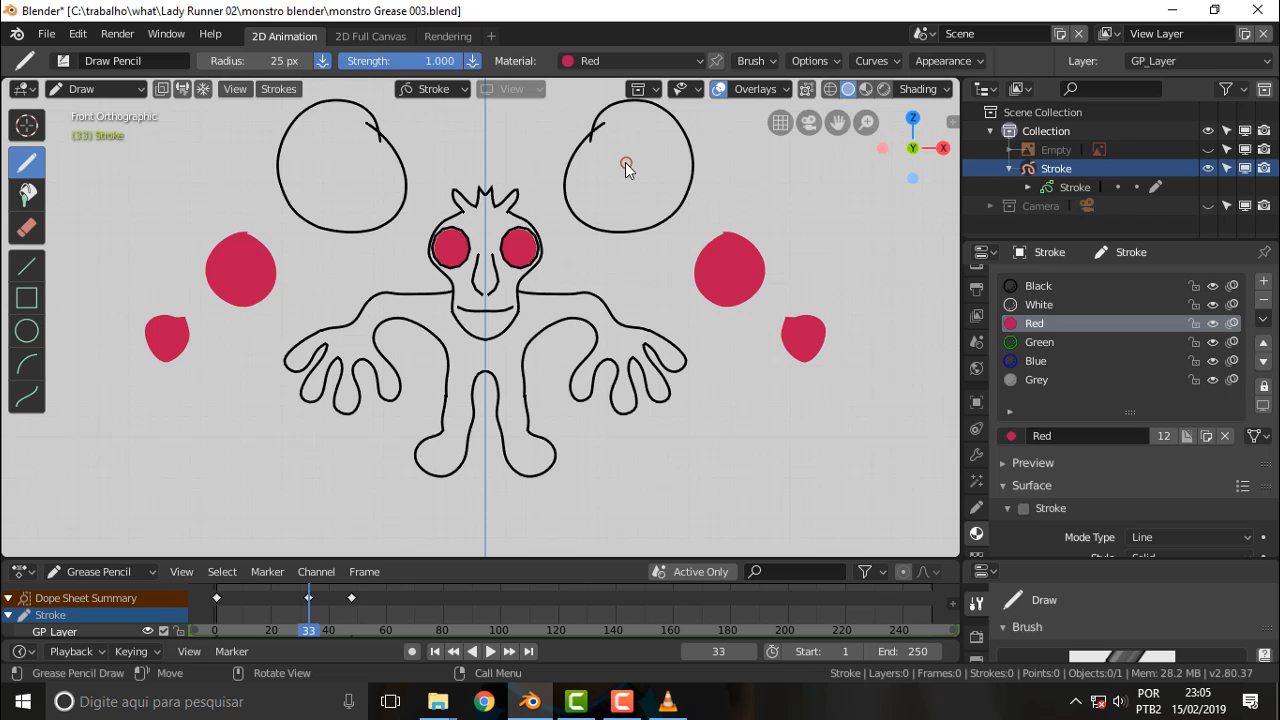 Blender* [C:\trabalho\what\Lady Runner 02\monstro blender\monstro Grease 003.blend]
File Edit Render Window Help 2D Animation 2D Full Canvas Rendering Scene View Layer
Draw Pencil Radius: 25 px Strength: 1.000 Material: Red Brush Options Curves Appearance Layer: GP_Layer
Draw View Strokes Stroke View Overlays Shading
Front Orthographic
(33) Stroke
Z
Y
X
Scene Collection
Collection
Empty
Stroke
Stroke
Camera
Stroke Stroke
Black
White
Red
Green
Blue
Grey
Red 12
Preview
Surface
Stroke
Mode Type Line
Grease Pencil View Select Marker Channel Frame Active Only
Dope Sheet Summary
Stroke
GP_Layer
0 20 33 40 60 80 100 120 140 160 180 200 220 240
Playback Keying View Marker 33 Start: 1 End: 250
Draw
Brush
Grease Pencil Draw Move Rotate View Call Menu Stroke | Layers:0 | Frames:0 | Strokes:0 | Points:0 | Objects:0/1 | Mem: 28.2 MB | v2.80.37
Digite aqui para pesquisar
POR
PTB2
23:05
15/02/2019